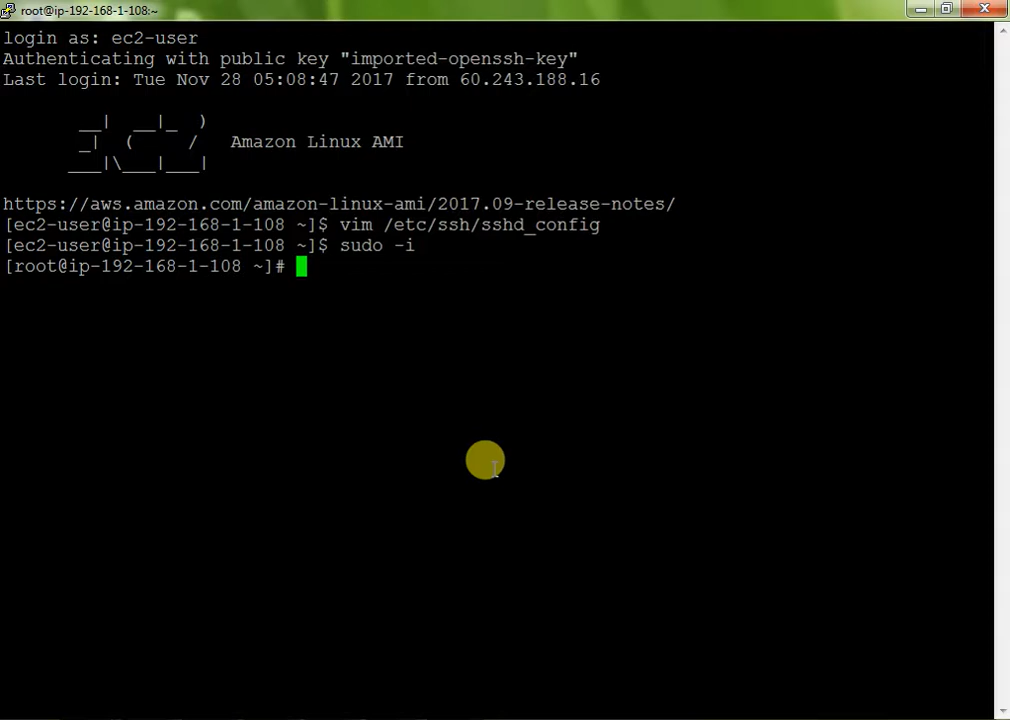 root@ip-192-168-1-108:~
login as: ec2-user
Authenticating with public key "imported-openssh-key"
Last login: Tue Nov 28 05:08:47 2017 from 60.243.188.16
       __|  __|_  )
       _|  (     /   Amazon Linux AMI
      ___|\___|___|
https://aws.amazon.com/amazon-linux-ami/2017.09-release-notes/
[ec2-user@ip-192-168-1-108 ~]$ vim /etc/ssh/sshd_config
[ec2-user@ip-192-168-1-108 ~]$ sudo -i
[root@ip-192-168-1-108 ~]#